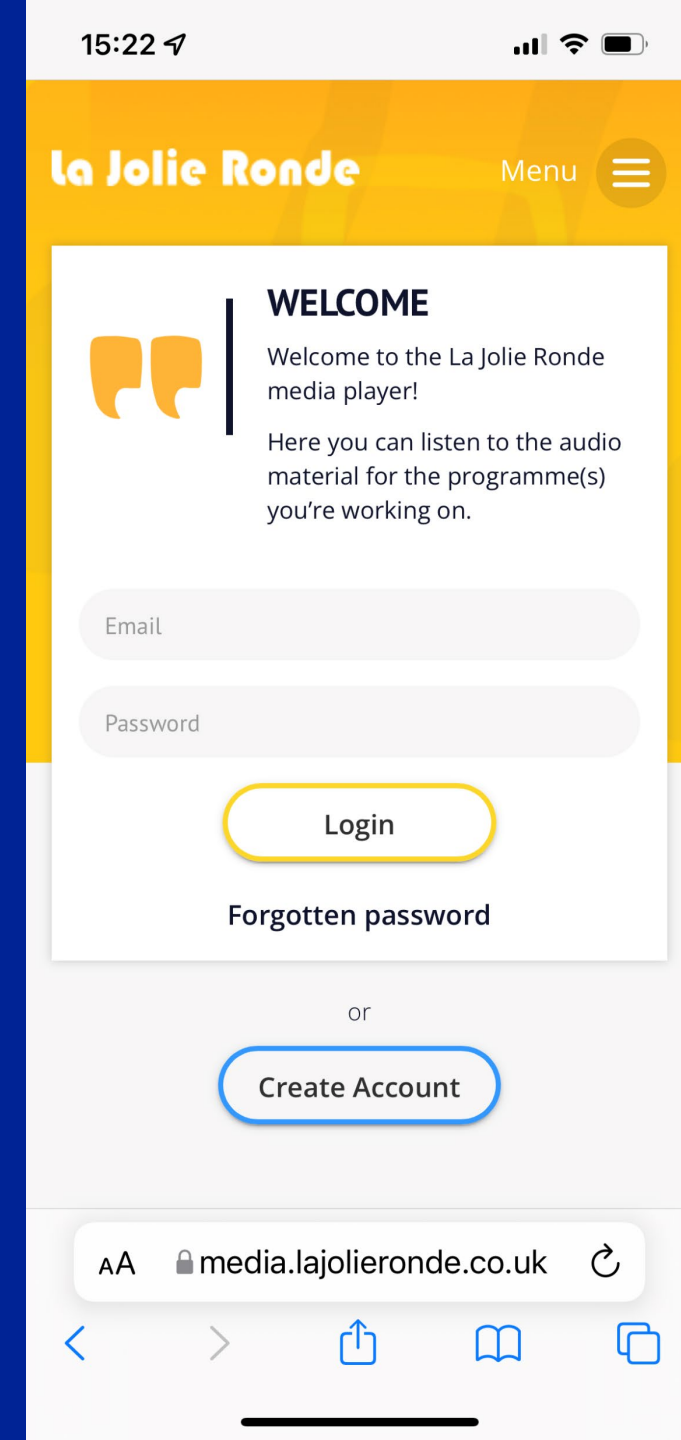 15:22
La Jolie Ronde
Menu
WELCOME
Welcome to the La Jolie Ronde
media player!
Here you can listen to the audio
material for the programme(s)
you’re working on.
Email
Password
Login
Forgotten password
or
Create Account
AA media.lajolieronde.co.uk